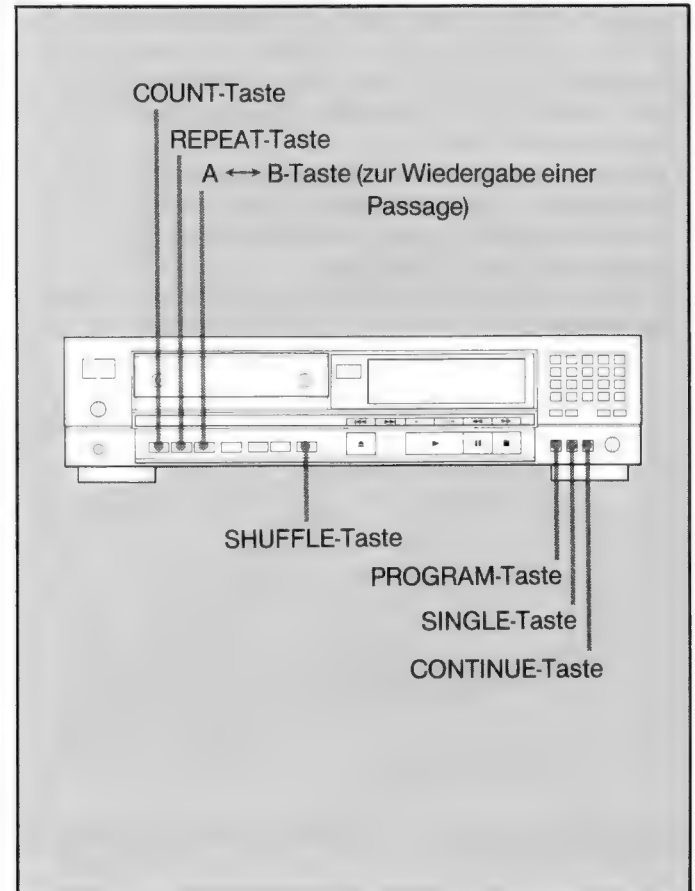 COUNT-Taste
REPEAT-Taste
A ↔ B-Taste (zur Wiedergabe einer
Passage)
SHUFFLE-Taste
PROGRAM-Taste
SINGLE-Taste
CONTINUE-Taste